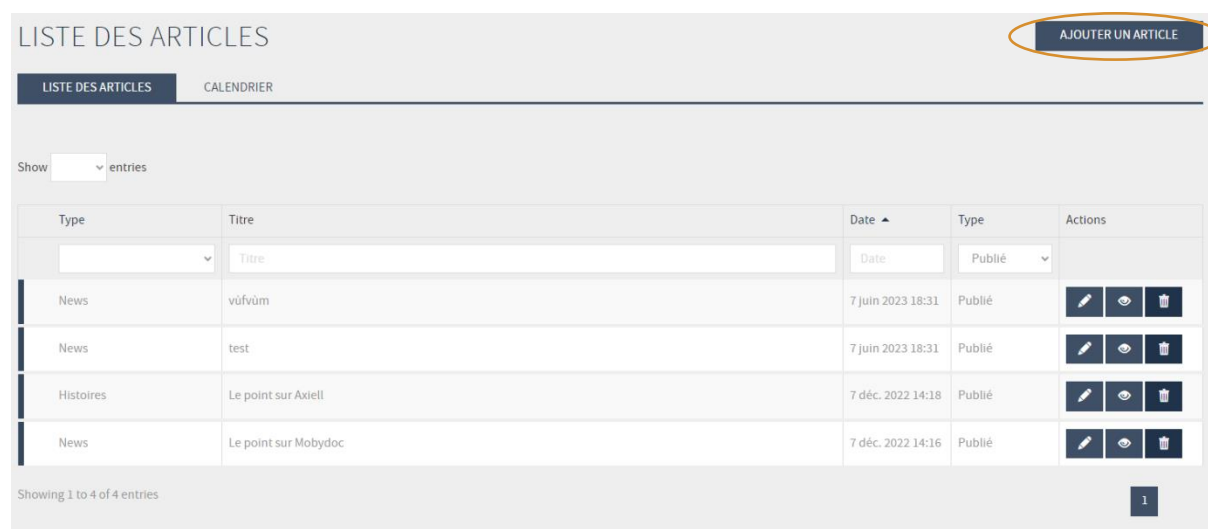 LISTE DES ARTICLES
AJOUTER UN ARTICLE
LISTE DES ARTICLES CALENDRIER
Show entries
Type Titre Date Type Actions
Titre Date Publié
News vùfvùm 7 juin 2023 18:31 Publié
News test 7 juin 2023 18:31 Publié
Histoires Le point sur Axiell 7 déc. 2022 14:18 Publié
News Le point sur Mobydoc 7 déc. 2022 14:16 Publié
Showing 1 to 4 of 4 entries
1